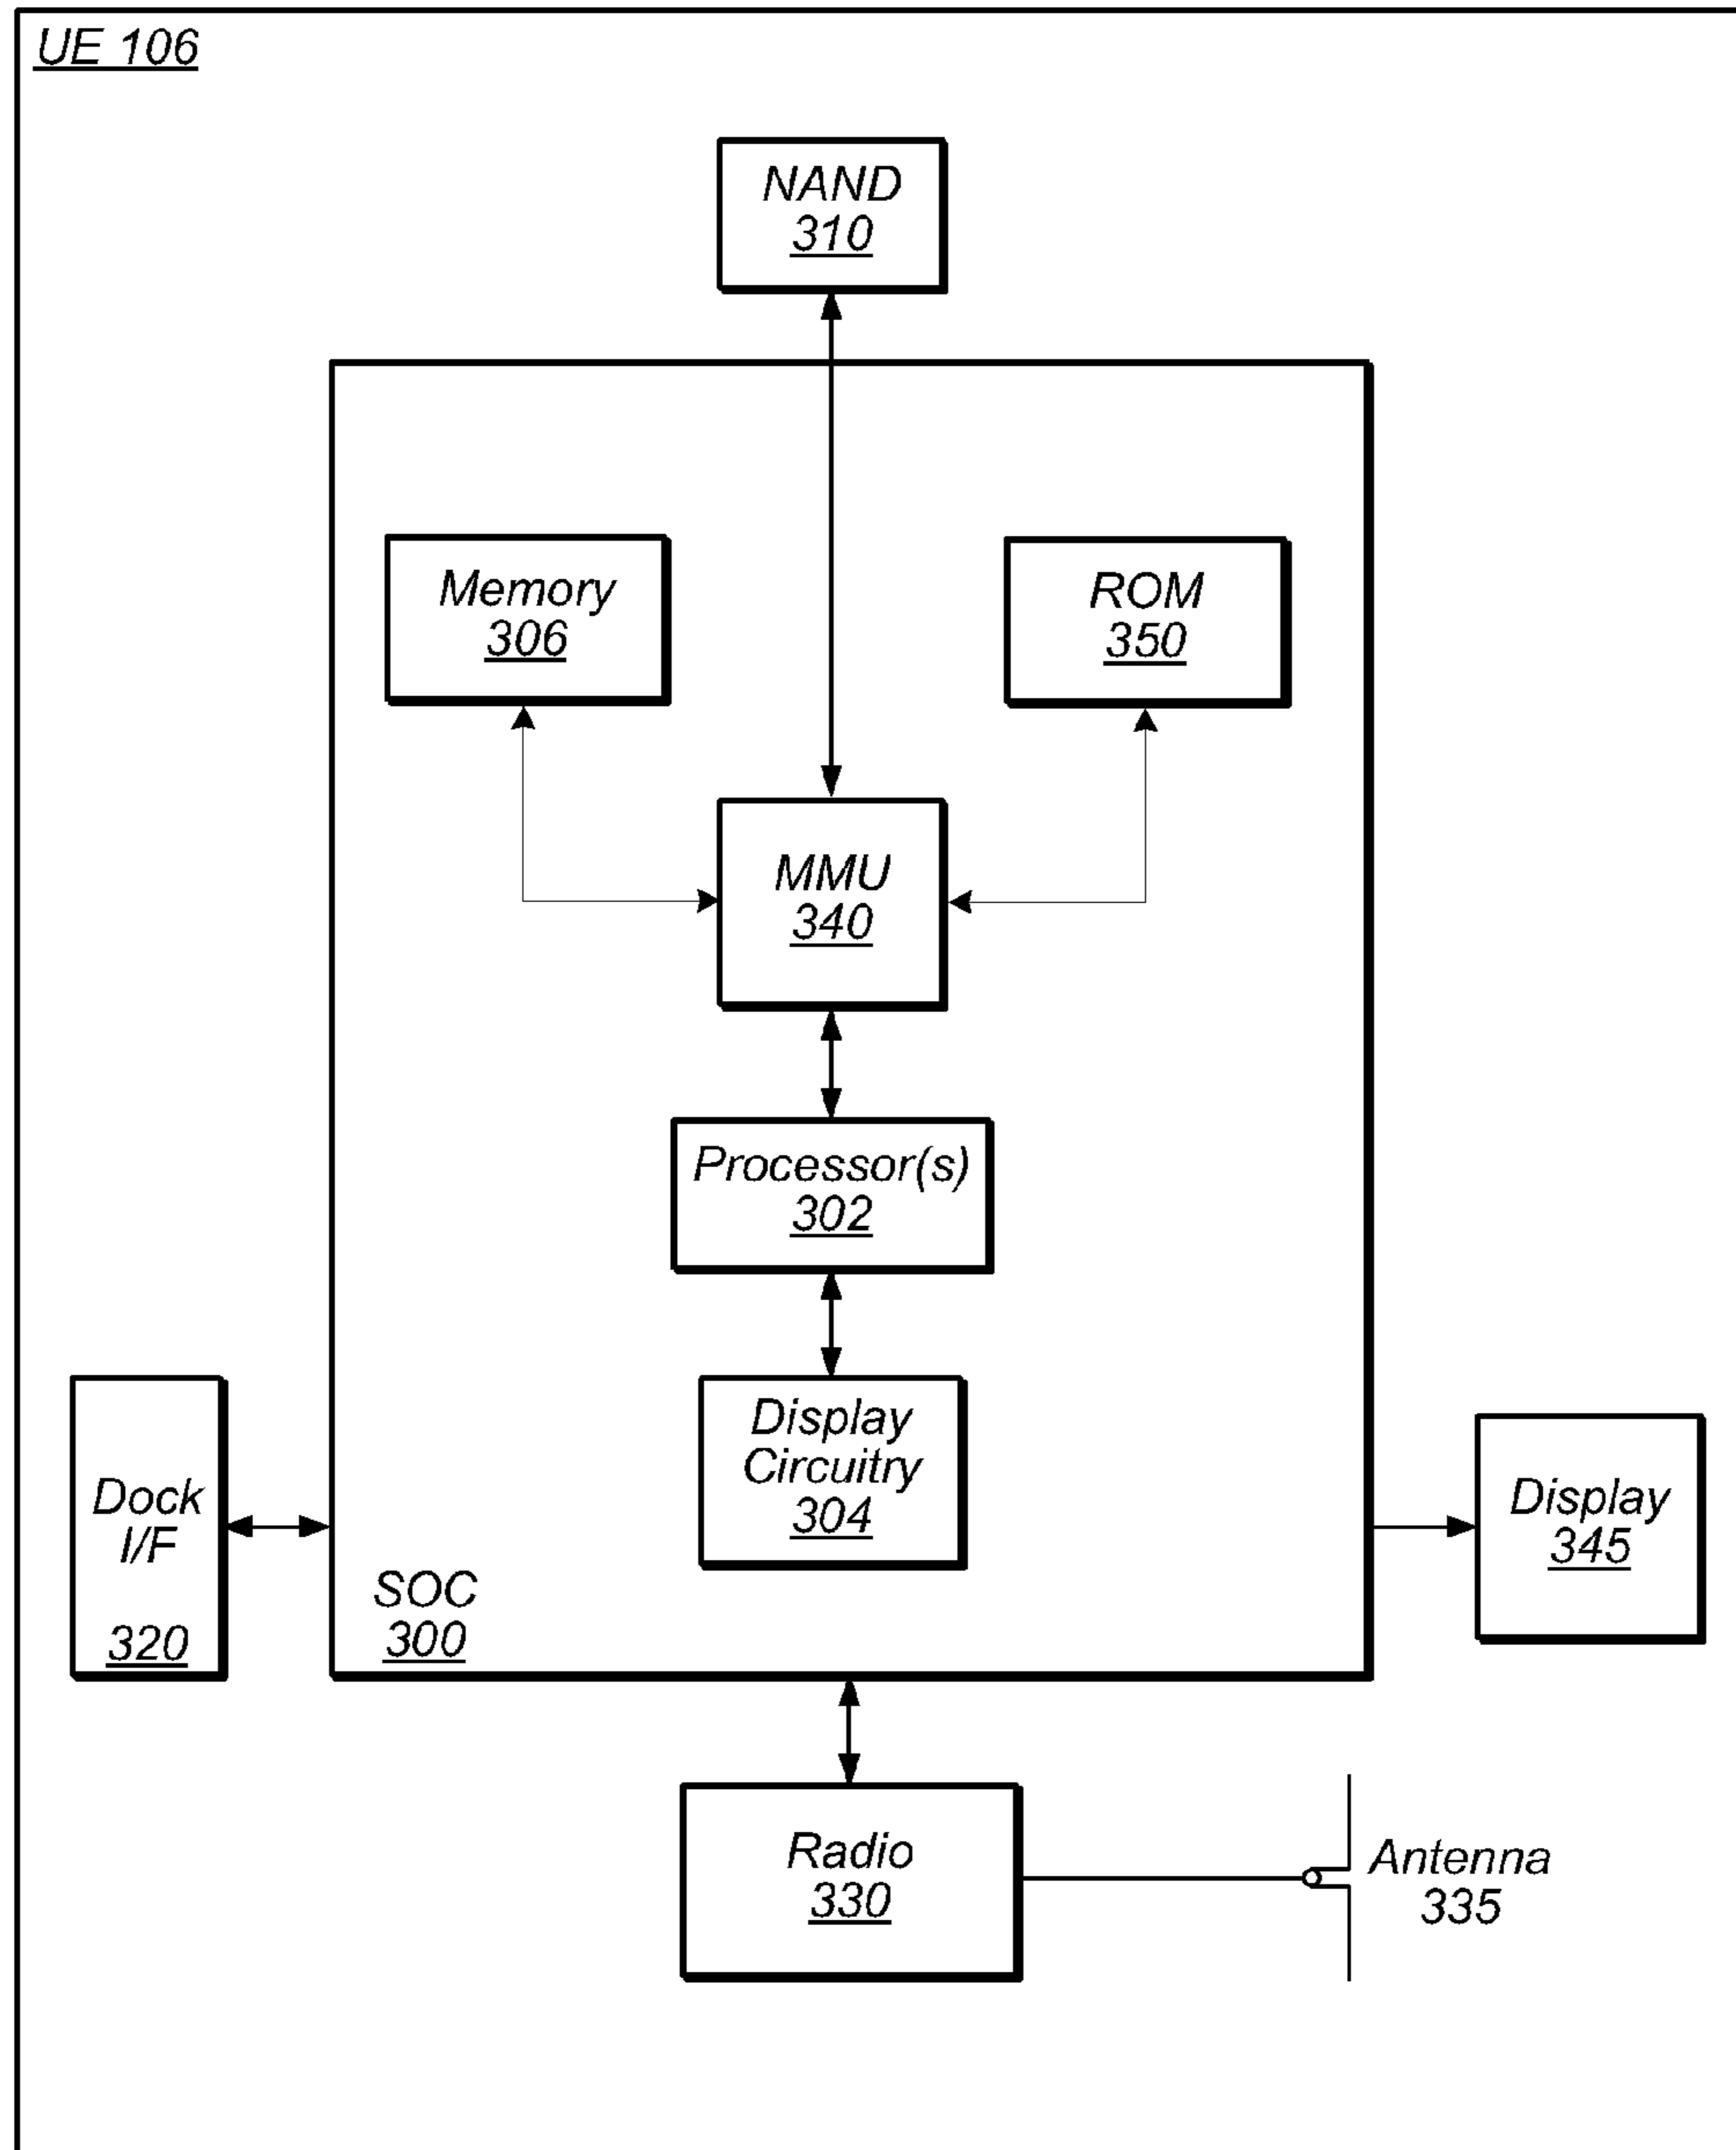 UE 106
NAND
310
Memory
306
ROM
350
MMU
340
Processor(s)
302
Display
Circuitry
304
Dock
I/F
320
SOC
300
Display
345
Radio
330
Antenna
335